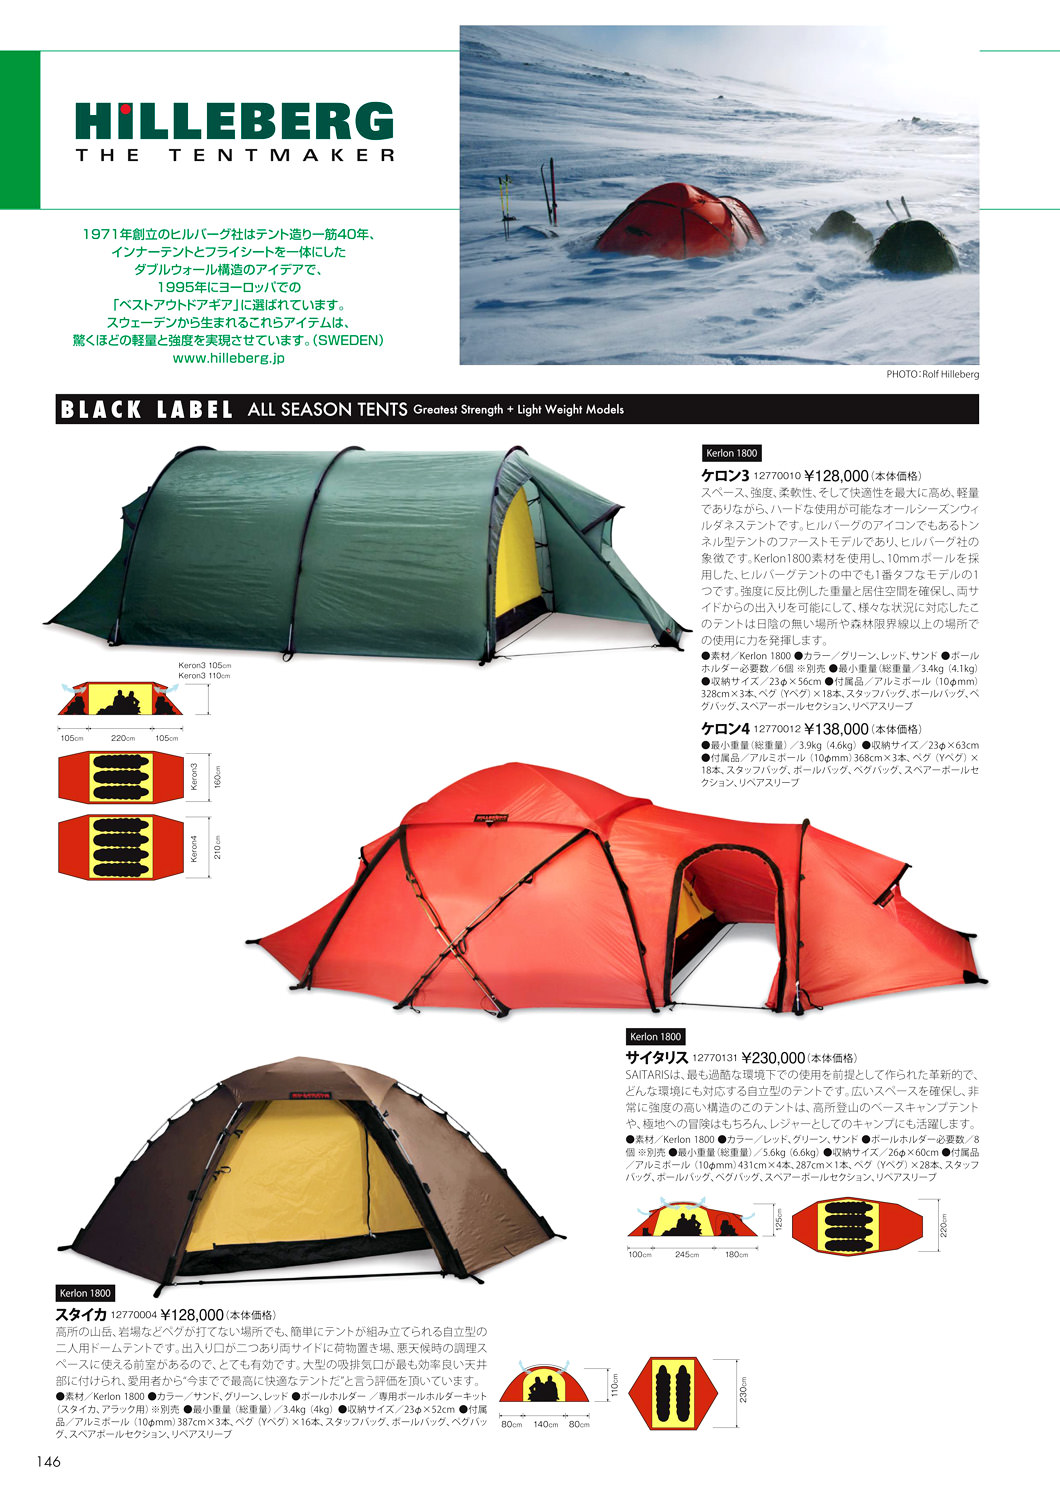 HILLEBERG
THE TENTMAKER
1971年創立のヒルバーグ社はテント造り一筋40年、
インナーテントとフライシートを一体にした
ダブルウォール構造のアイデアで、
1995年にヨーロッパでの
「ベストアウトドアギア」に選ばれています。
スウェーデンから生まれるこれらアイテムは、
驚くほどの軽量と強度を実現させています。(SWEDEN)
www.hilleberg.jp
PHOTO:Rolf Hilleberg
BLACK LABEL ALL SEASON TENTS Greatest Strength + Light Weight Models
Kerlon 1800
ケロン3 12770010 ¥128,000(本体価格)
スペース、強度、柔軟性、そして快適性を最大に高め、軽量
でありながら、ハードな使用が可能なオールシーズンウィ
ルダネステントです。ヒルバーグのアイコンでもあるトン
ネル型テントのファーストモデルであり、ヒルバーグ社の
象徴です。Kerlon1800素材を使用し、10mmポールを採
用した、ヒルバーグテントの中でも1番タフなモデルの1
つです。強度に反比例した重量と居住空間を確保し、両サ
イドからの出入りを可能にして、様々な状況に対応したこ
のテントは日陰の無い場所や森林限界線以上の場所で
の使用に力を発揮します。
●素材/Kerlon 1800 ●カラー/グリーン、レッド、サンド ●ポール
ホルダー必要数/6個 ※別売 ●最小重量(総重量)/3.4kg (4.1kg)
●収納サイズ/23φ×56cm ●付属品/アルミポール (10φmm)
328cm×3本、ペグ (Yペグ) ×18本、スタッフバッグ、ポールバッグ、ペ
グバッグ、スペアーポールセクション、リペアスリーブ
ケロン4 12770012 ¥138,000(本体価格)
●最小重量(総重量)/3.9kg (4.6kg) ●収納サイズ/23φ×63cm
●付属品/アルミポール (10φmm)368cm×3本、ペグ (Yペグ) ×
18本、スタッフバッグ、ポールバッグ、ペグバッグ、スペアーポールセ
クション、リペアスリーブ
Keron3 105cm
Keron3 110cm
105cm 220cm 105cm
Keron3 160cm
Keron4 210cm
HILLEBERG
Kerlon 1800
サイタリス 12770131 ¥230,000(本体価格)
SAITARISは、最も過酷な環境下での使用を前提として作られた革新的で、
どんな環境にも対応する自立型のテントです。広いスペースを確保し、非
常に強度の高い構造のこのテントは、高所登山のベースキャンプテント
や、極地への冒険はもちろん、レジャーとしてのキャンプにも活躍します。
●素材/Kerlon 1800 ●カラー/レッド、グリーン、サンド ●ポールホルダー必要数/8
個 ※別売 ●最小重量(総重量)/5.6kg (6.6kg) ●収納サイズ/26φ×60cm ●付属品
/アルミポール (10φmm)431cm×4本、287cm×1本、ペグ (Yペグ) ×28本、スタッフ
バッグ、ポールバッグ、ペグバッグ、スペアーポールセクション、リペアスリーブ
125cm
100cm 245cm 180cm
220cm
Kerlon 1800
スタイカ 12770004 ¥128,000(本体価格)
高所の山岳、岩場などペグが打てない場所でも、簡単にテントが組み立てられる自立型の
二人用ドームテントです。出入り口が二つあり両サイドに荷物置き場、悪天候時の調理ス
ペースに使える前室があるので、とても有効です。大型の吸排気口が最も効率良い天井
部に付けられ、愛用者から“今までで最高に快適なテントだ”と言う評価を頂いています。
●素材/Kerlon 1800 ●カラー/サンド、グリーン、レッド ●ポールホルダー /専用ポールホルダーキット
(スタイカ、アラック用)※別売 ●最小重量(総重量)/3.4kg (4kg) ●収納サイズ/23φ×52cm ●付属
品/アルミポール (10φmm)387cm×3本、ペグ (Yペグ)×16本、スタッフバッグ、ポールバッグ、ペグバッ
グ、スペアポールセクション、リペアスリーブ
110cm
80cm 140cm 80cm
230cm
146